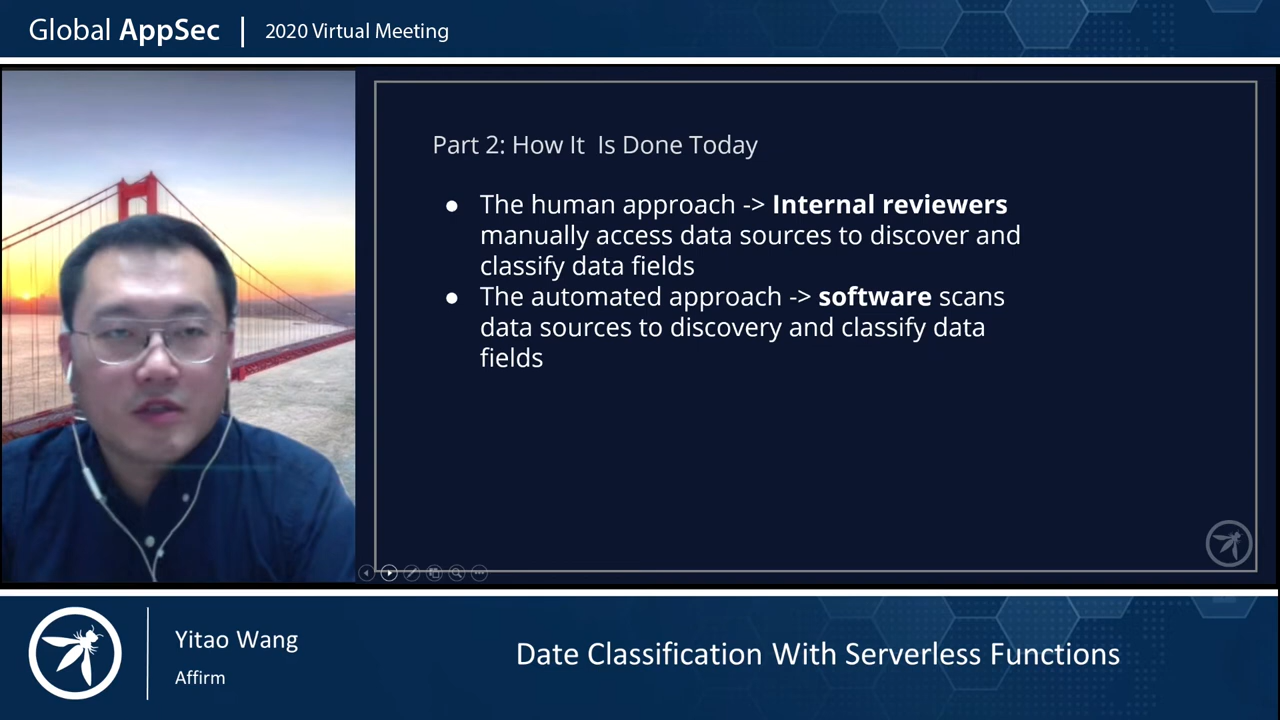 Global AppSec | 2020 Virtual Meeting
Part 2: How It  Is Done Today
● The human approach -> Internal reviewers
manually access data sources to discover and
classify data fields
● The automated approach -> software scans
data sources to discovery and classify data
fields
Yitao Wang
Affirm
Date Classification With Serverless Functions